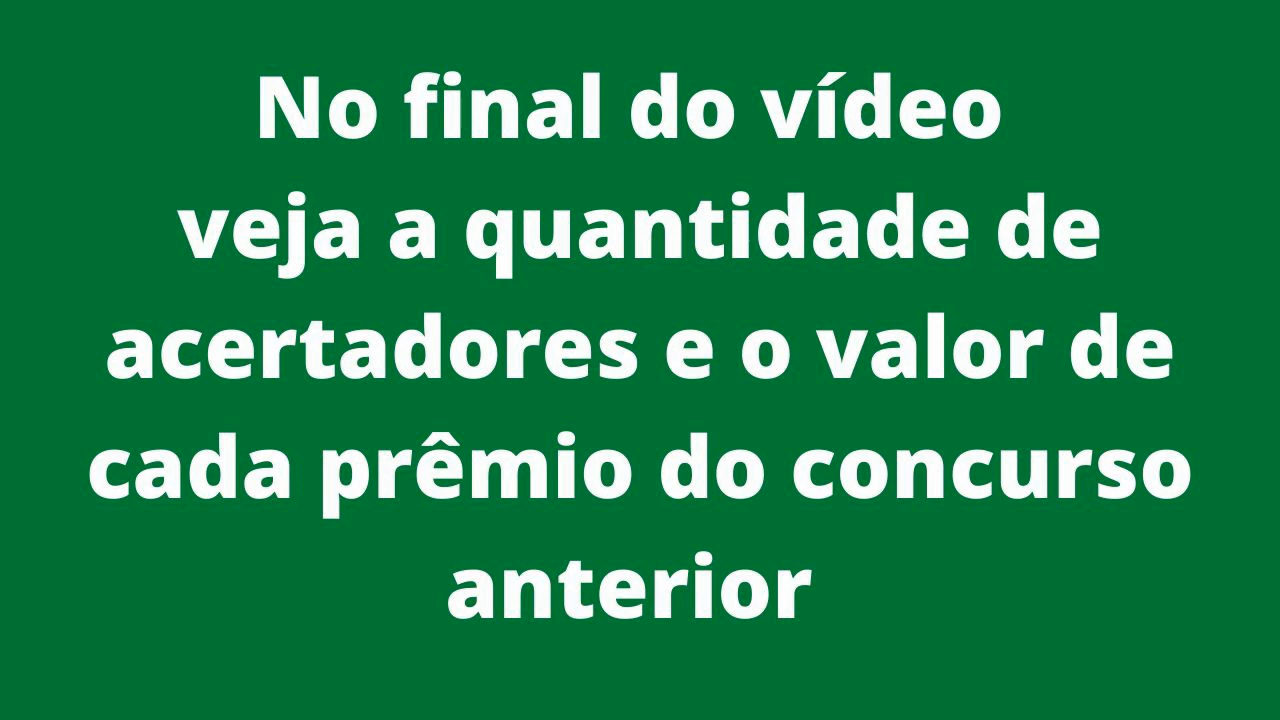 No final do vídeo
veja a quantidade de
acertadores e o valor de
cada prêmio do concurso
anterior